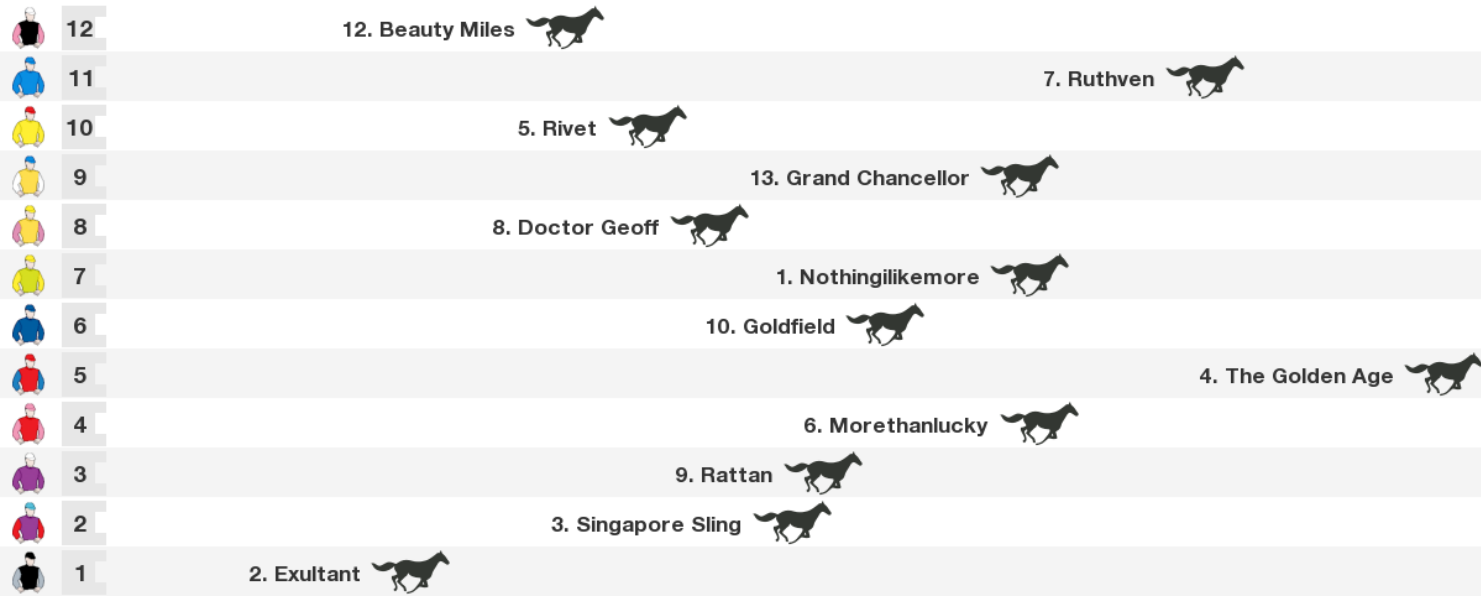 12 12. Beauty Miles
11 7. Ruthven
10 5. Rivet
9 13. Grand Chancellor
8 8. Doctor Geoff
7 1. Nothingilikemore
6 10. Goldfield
5 4. The Golden Age
4 6. Morethanlucky
3 9. Rattan
2 3. Singapore Sling
1 2. Exultant